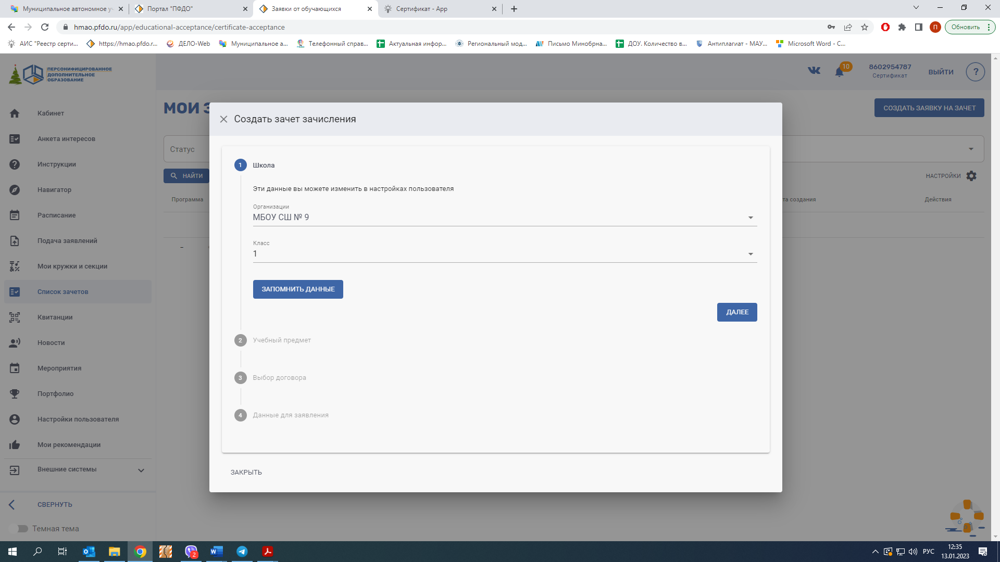 Муниципальное автономное уч
Портал "ПФДО"
Заявки от обучающихся
Сертификат - App
hmao.pfdo.ru/app/educational-acceptance/certificate-acceptance
П
Обновить
АИС "Реестр серти...
https://hmao.pfdo.r...
ДЕЛО-Web
Муниципальное а...
Телефонный справ...
Актуальная инфор...
Региональный мод...
Письмо Минобрна...
ДОУ. Количество в...
Антиплагиат - МАУ...
Microsoft Word - С...
ПЕРСОНИФИЦИРОВАННОЕ
ДОПОЛНИТЕЛЬНОЕ
ОБРАЗОВАНИЕ
10
8602954787
Сертификат
ВЫЙТИ
?
Кабинет
Анкета интересов
Инструкции
Навигатор
Расписание
Подача заявлений
Мои кружки и секции
Список зачетов
Квитанции
Новости
Мероприятия
Портфолио
Настройки пользователя
Мои рекомендации
Внешние системы
СВЕРНУТЬ
Темная тема
МОИ З
СОЗДАТЬ ЗАЯВКУ НА ЗАЧЕТ
Статус
НАЙТИ
НАСТРОЙКИ
Программа
та создания
Действия
Создать зачет зачисления
1 Школа
Эти данные вы можете изменить в настройках пользователя
Организации
МБОУ СШ № 9
Класс
1
ЗАПОМНИТЬ ДАННЫЕ
ДАЛЕЕ
2 Учебный предмет
3 Выбор договора
4 Данные для заявления
ЗАКРЫТЬ
2
РУС
12:35
13.01.2023